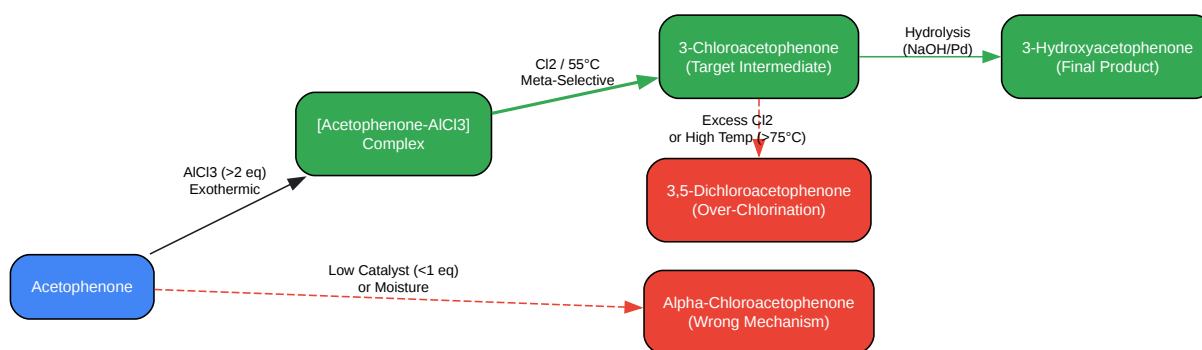 Hydrolysis
(NaOH/Pd)
3-Chloroacetophenone
(Target Intermediate)
3-Hydroxyacetophenone
(Final Product)
Cl2 / 55°C
Meta-Selective
[Acetophenone-AlCl3]
Complex
Excess Cl2
or High Temp (>75°C)
AlCl3 (>2 eq)
Exothermic
3,5-Dichloroacetophenone
(Over-Chlorination)
Acetophenone
Low Catalyst (<1 eq)
or Moisture
Alpha-Chloroacetophenone
(Wrong Mechanism)